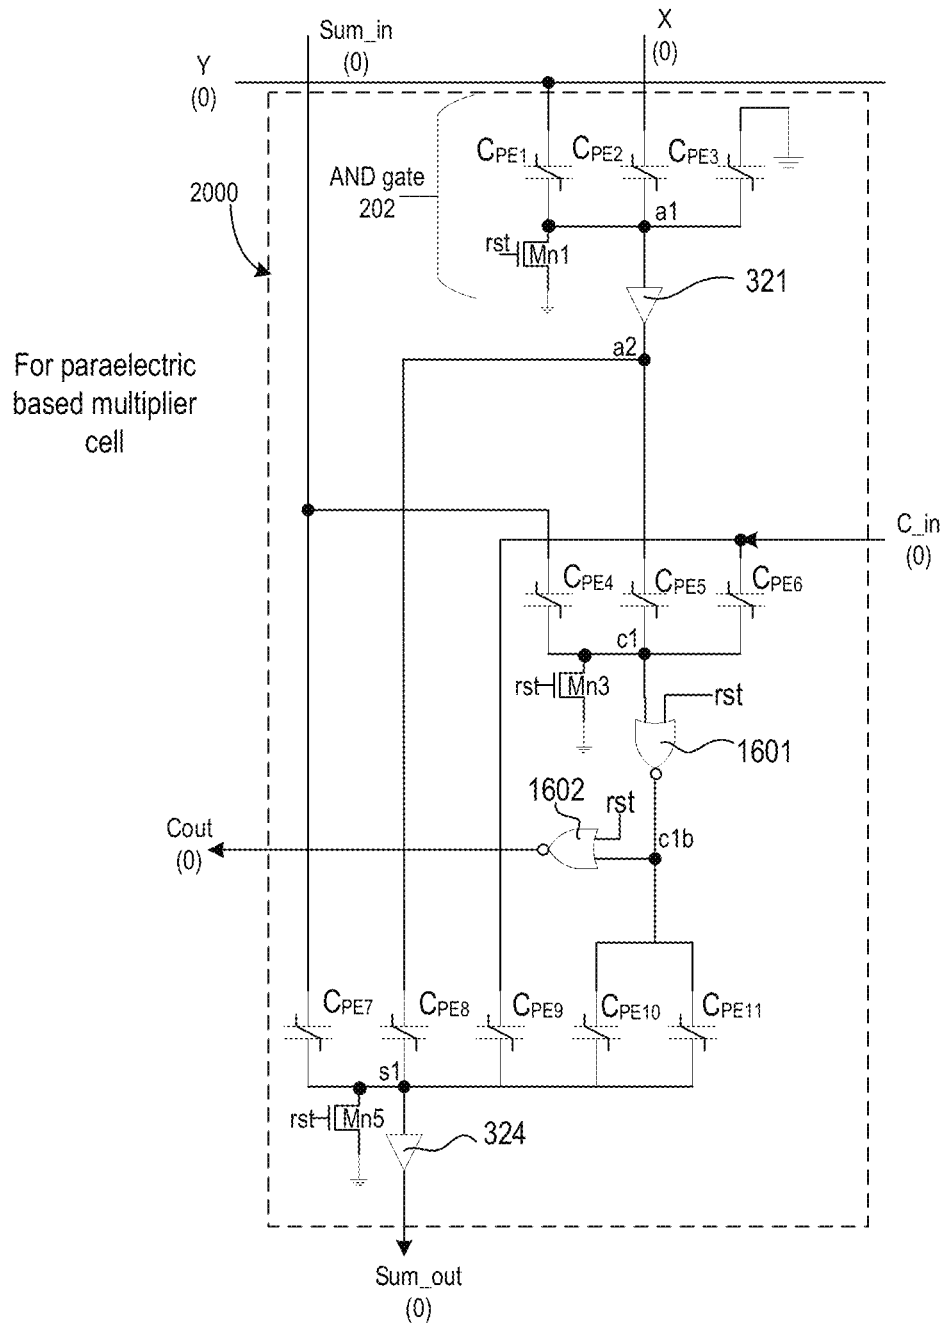 Sum_in
(0)
X
(0)
Y
(0)
CPE1
CPE2
CPE3
AND gate
202
2000
a1
rst
Mn1
321
a2
For paraelectric
based multiplier
cell
C_in
(0)
CPE4
CPE5
CPE6
c1
rst
Mn3
rst
1601
1602
rst
Cout
(0)
c1b
CPE7
CPE8
CPE9
CPE10
CPE11
s1
rst
Mn5
324
Sum_out
(0)